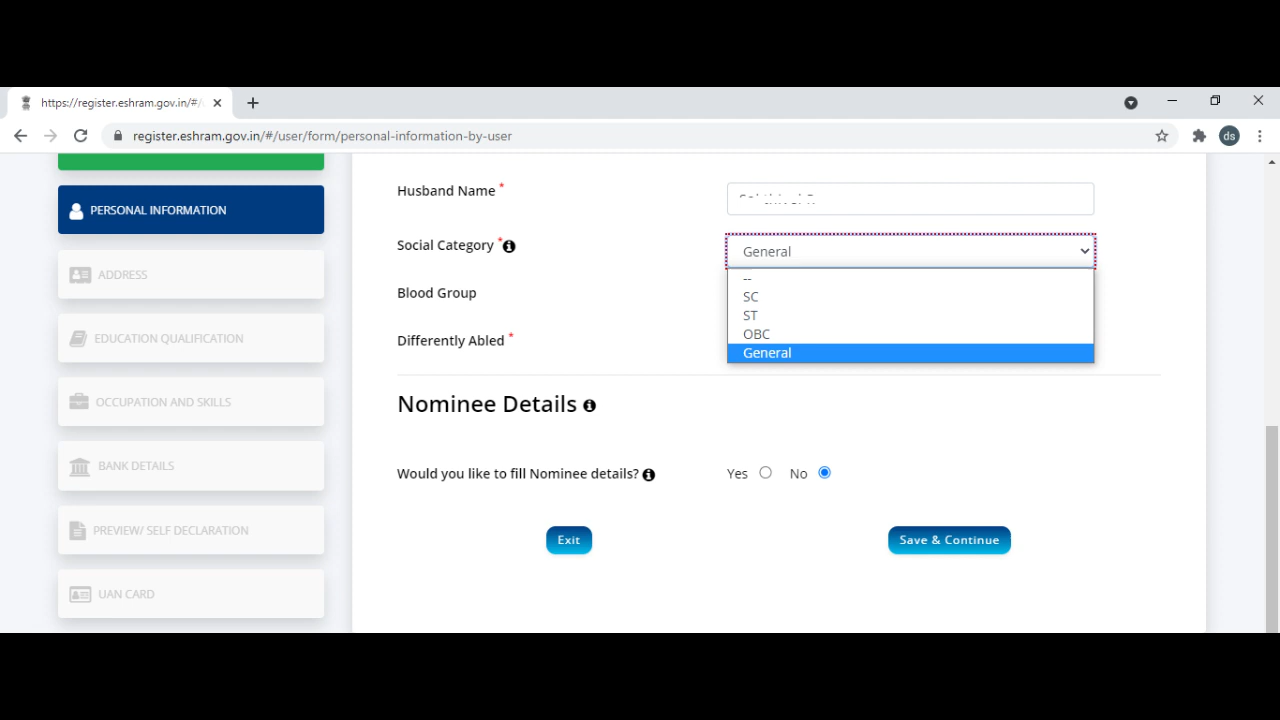 https://register.eshram.gov.in/#/
ds
register.eshram.gov.in/#/user/form/personal-information-by-user
PERSONAL INFORMATION
ADDRESS
EDUCATION QUALIFICATION
OCCUPATION AND SKILLS
BANK DETAILS
PREVIEW/ SELF DECLARATION
UAN CARD
Husband Name *
Social Category *
General
--
SC
ST
OBC
General
Blood Group
Differently Abled *
Nominee Details
Would you like to fill Nominee details? Yes No
Exit Save & Continue